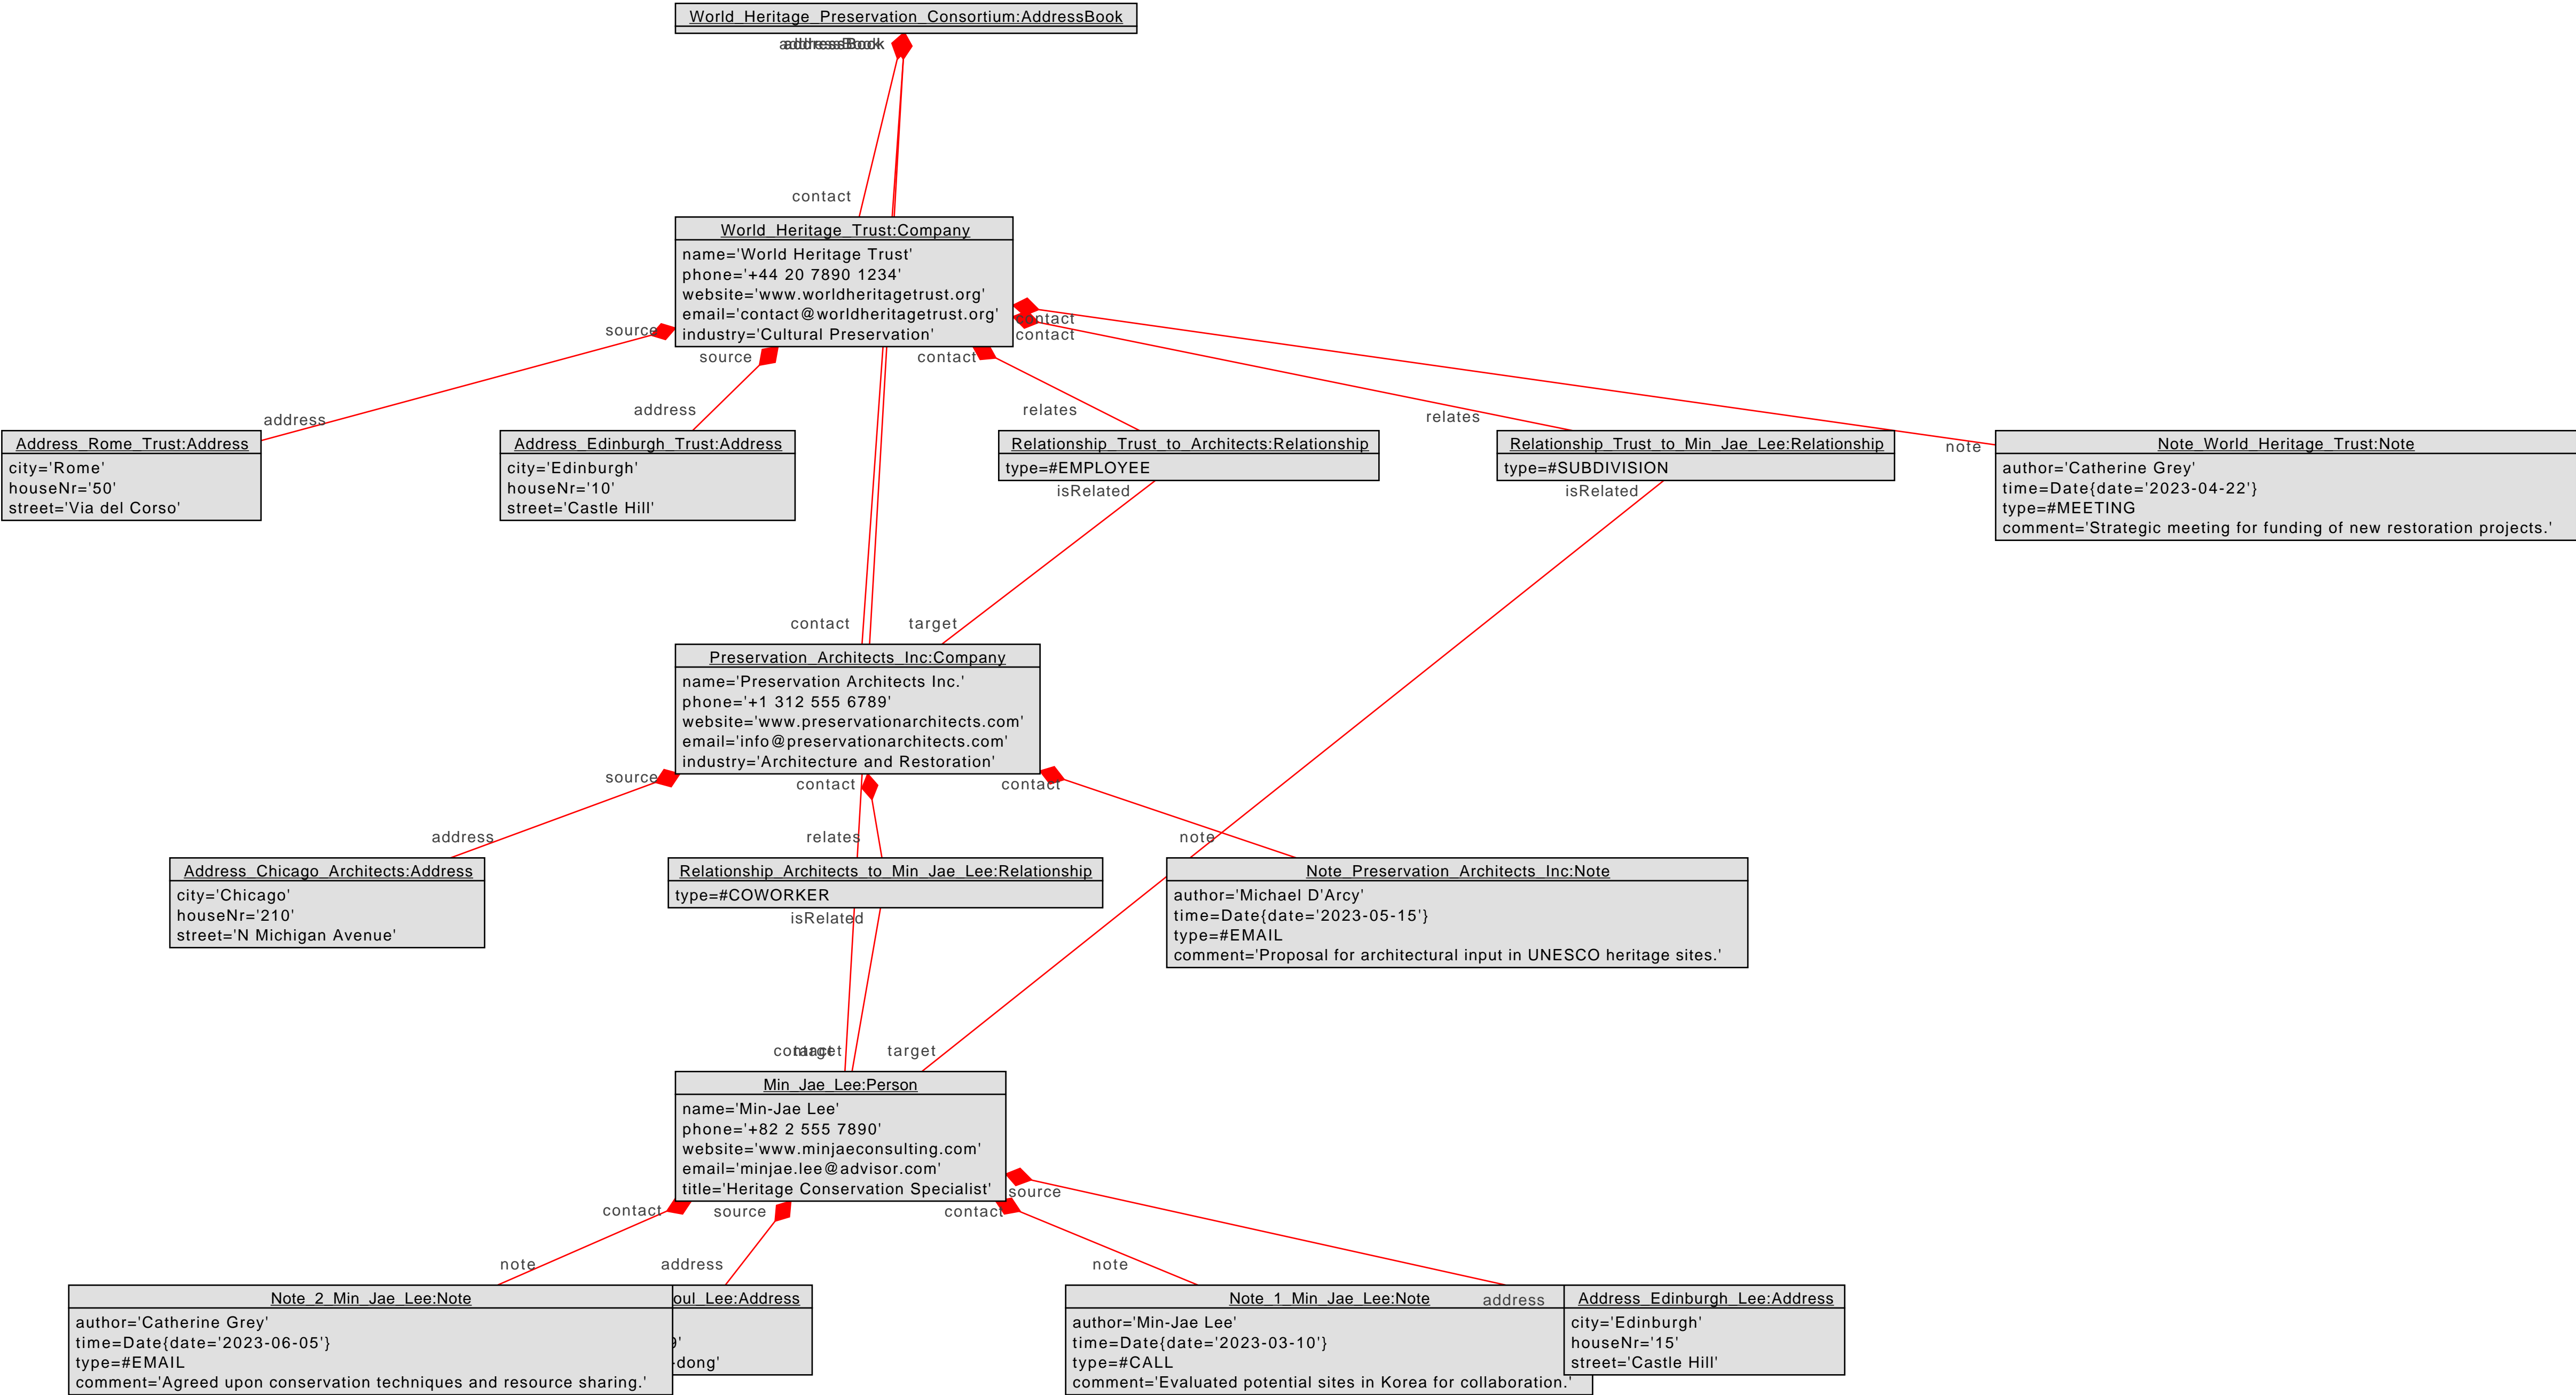 World_Heritage_Preservation_Consortium:AddressBook
addressBook
contact
World_Heritage_Trust:Company
name='World Heritage Trust'
phone='+44 20 7890 1234'
website='www.worldheritagetrust.org'
email='contact@worldheritagetrust.org'
industry='Cultural Preservation'
source
source
contact
contact
contact
address
address
relates
relates
note
Address_Rome_Trust:Address
city='Rome'
houseNr='50'
street='Via del Corso'
Address_Edinburgh_Trust:Address
city='Edinburgh'
houseNr='10'
street='Castle Hill'
Relationship_Trust_to_Architects:Relationship
type=#EMPLOYEE
isRelated
Relationship_Trust_to_Min_Jae_Lee:Relationship
type=#SUBDIVISION
isRelated
Note_World_Heritage_Trust:Note
author='Catherine Grey'
time=Date{date='2023-04-22'}
type=#MEETING
comment='Strategic meeting for funding of new restoration projects.'
contact
target
Preservation_Architects_Inc:Company
name='Preservation Architects Inc.'
phone='+1 312 555 6789'
website='www.preservationarchitects.com'
email='info@preservationarchitects.com'
industry='Architecture and Restoration'
source
contact
contact
address
relates
note
Address_Chicago_Architects:Address
city='Chicago'
houseNr='210'
street='N Michigan Avenue'
Relationship_Architects_to_Min_Jae_Lee:Relationship
type=#COWORKER
isRelated
Note_Preservation_Architects_Inc:Note
author='Michael D'Arcy'
time=Date{date='2023-05-15'}
type=#EMAIL
comment='Proposal for architectural input in UNESCO heritage sites.'
contact
target
target
Min_Jae_Lee:Person
name='Min-Jae Lee'
phone='+82 2 555 7890'
website='www.minjaeconsulting.com'
email='minjae.lee@advisor.com'
title='Heritage Conservation Specialist'
contact
source
contact
source
note
address
note
address
Note_2_Min_Jae_Lee:Note
author='Catherine Grey'
time=Date{date='2023-06-05'}
type=#EMAIL
comment='Agreed upon conservation techniques and resource sharing.'
oul_Lee:Address
dong'
Note_1_Min_Jae_Lee:Note
author='Min-Jae Lee'
time=Date{date='2023-03-10'}
type=#CALL
comment='Evaluated potential sites in Korea for collaboration.'
Address_Edinburgh_Lee:Address
city='Edinburgh'
houseNr='15'
street='Castle Hill'